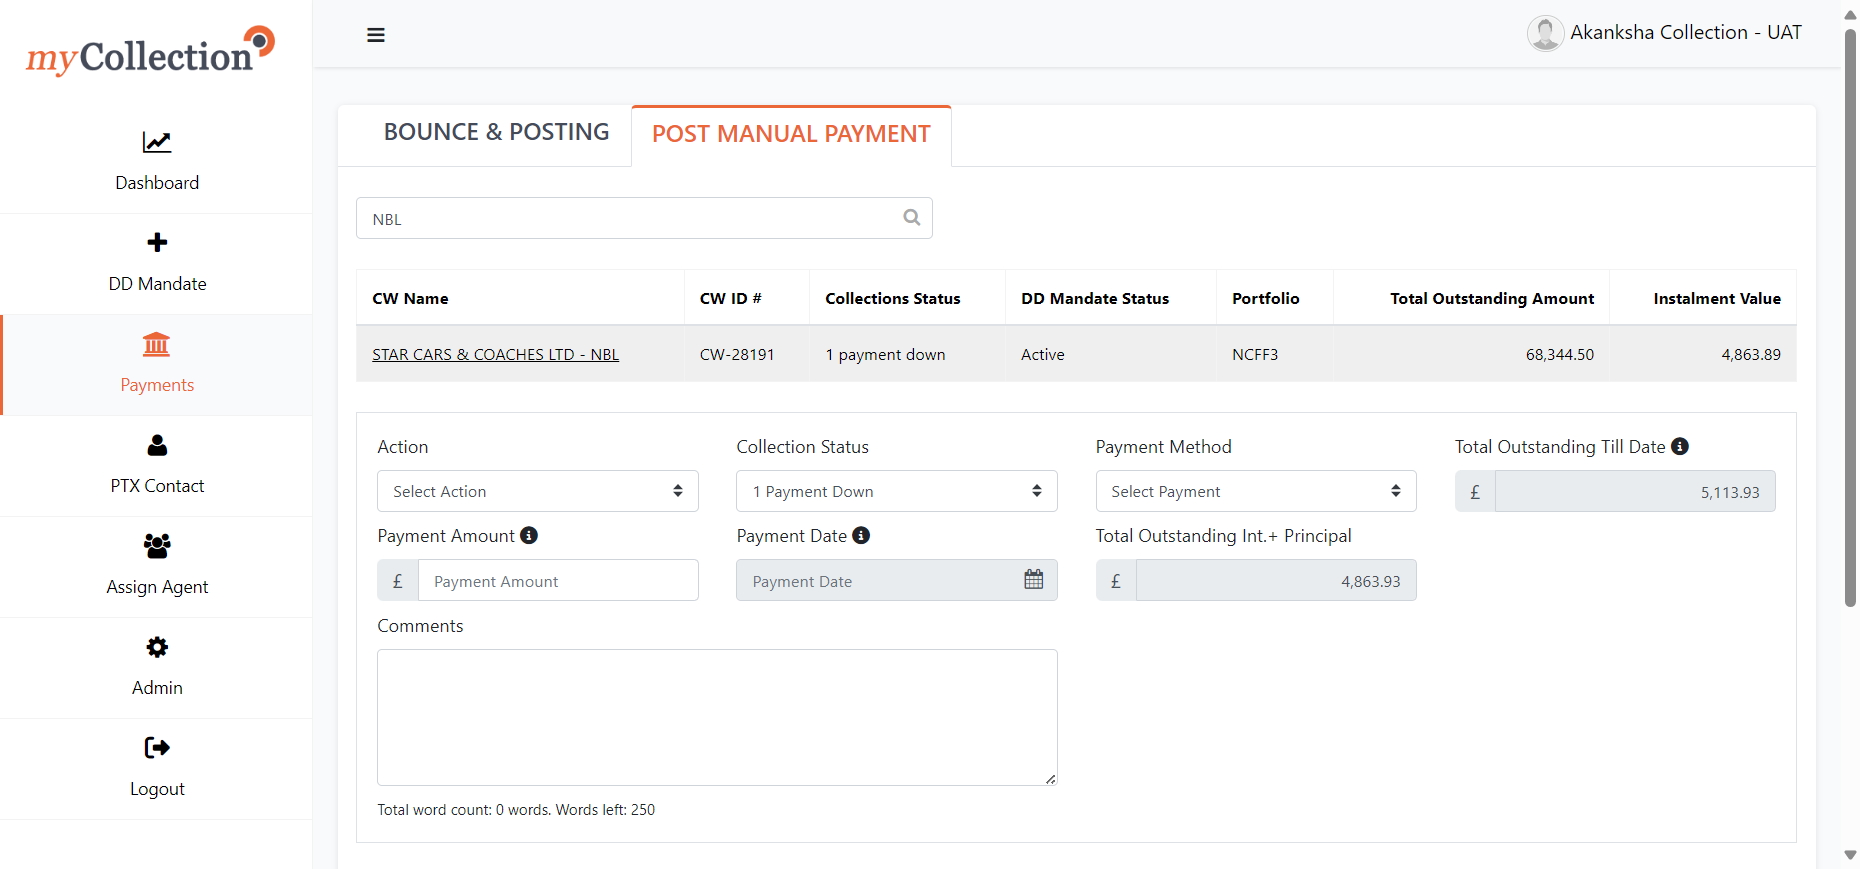 myCollection
Akanksha Collection - UAT
Dashboard
DD Mandate
Payments
PTX Contact
Assign Agent
Admin
Logout
BOUNCE & POSTING
POST MANUAL PAYMENT
NBL
CW Name CW ID # Collections Status DD Mandate Status Portfolio Total Outstanding Amount Instalment Value
STAR CARS & COACHES LTD - NBL CW-28191 1 payment down Active NCFF3 68,344.50 4,863.89
Action Collection Status Payment Method Total Outstanding Till Date
Select Action 1 Payment Down Select Payment £ 5,113.93
Payment Amount Payment Date Total Outstanding Int.+ Principal
£ Payment Amount Payment Date £ 4,863.93
Comments
Total word count: 0 words. Words left: 250